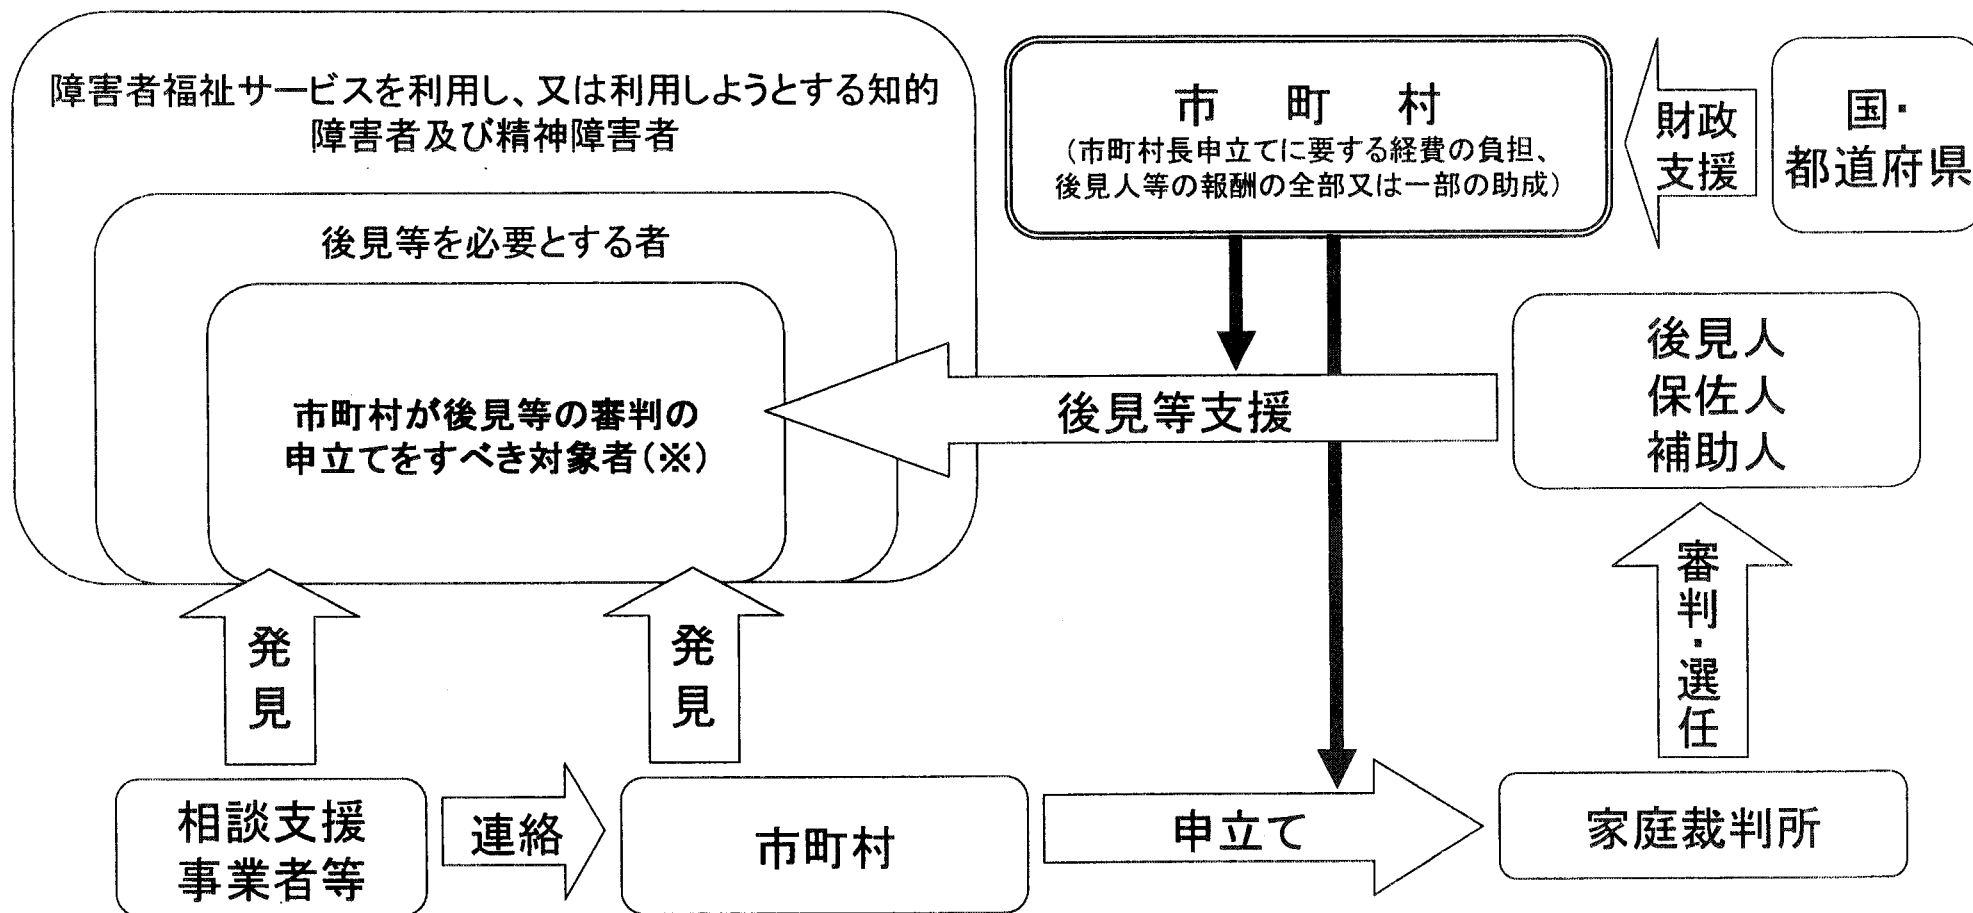 障害者福祉サービスを利用し、又は利用しようとする知的
障害者及び精神障害者
後見等を必要とする者
市町村が後見等の審判の
申立てをすべき対象者(※)
市町村
(市町村長申立てに要する経費の負担、
後見人等の報酬の全部又は一部の助成)
財政
支援
国・
都道府県
後見等支援
後見人
保佐人
補助人
発見
発見
審判・選任
相談支援
事業者等
連絡
市町村
申立て
家庭裁判所